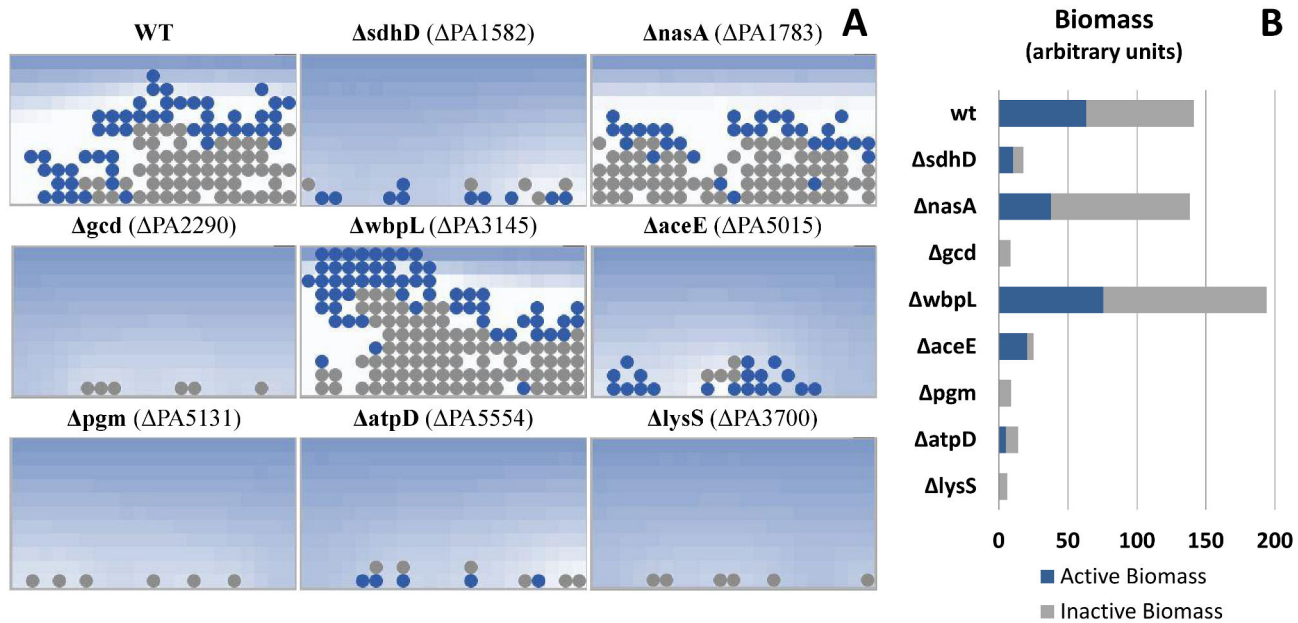 WT
ΔsdhD (ΔPA1582)
ΔnasA (ΔPA1783)
A
Δgcd (ΔPA2290)
ΔwbpL (ΔPA3145)
ΔaceE (ΔPA5015)
Δpgm (ΔPA5131)
ΔatpD (ΔPA5554)
ΔlysS (ΔPA3700)
Biomass
(arbitrary units)
B
wt
ΔsdhD
ΔnasA
Δgcd
ΔwbpL
ΔaceE
Δpgm
ΔatpD
ΔlysS
0 50 100 150 200
Active Biomass
Inactive Biomass